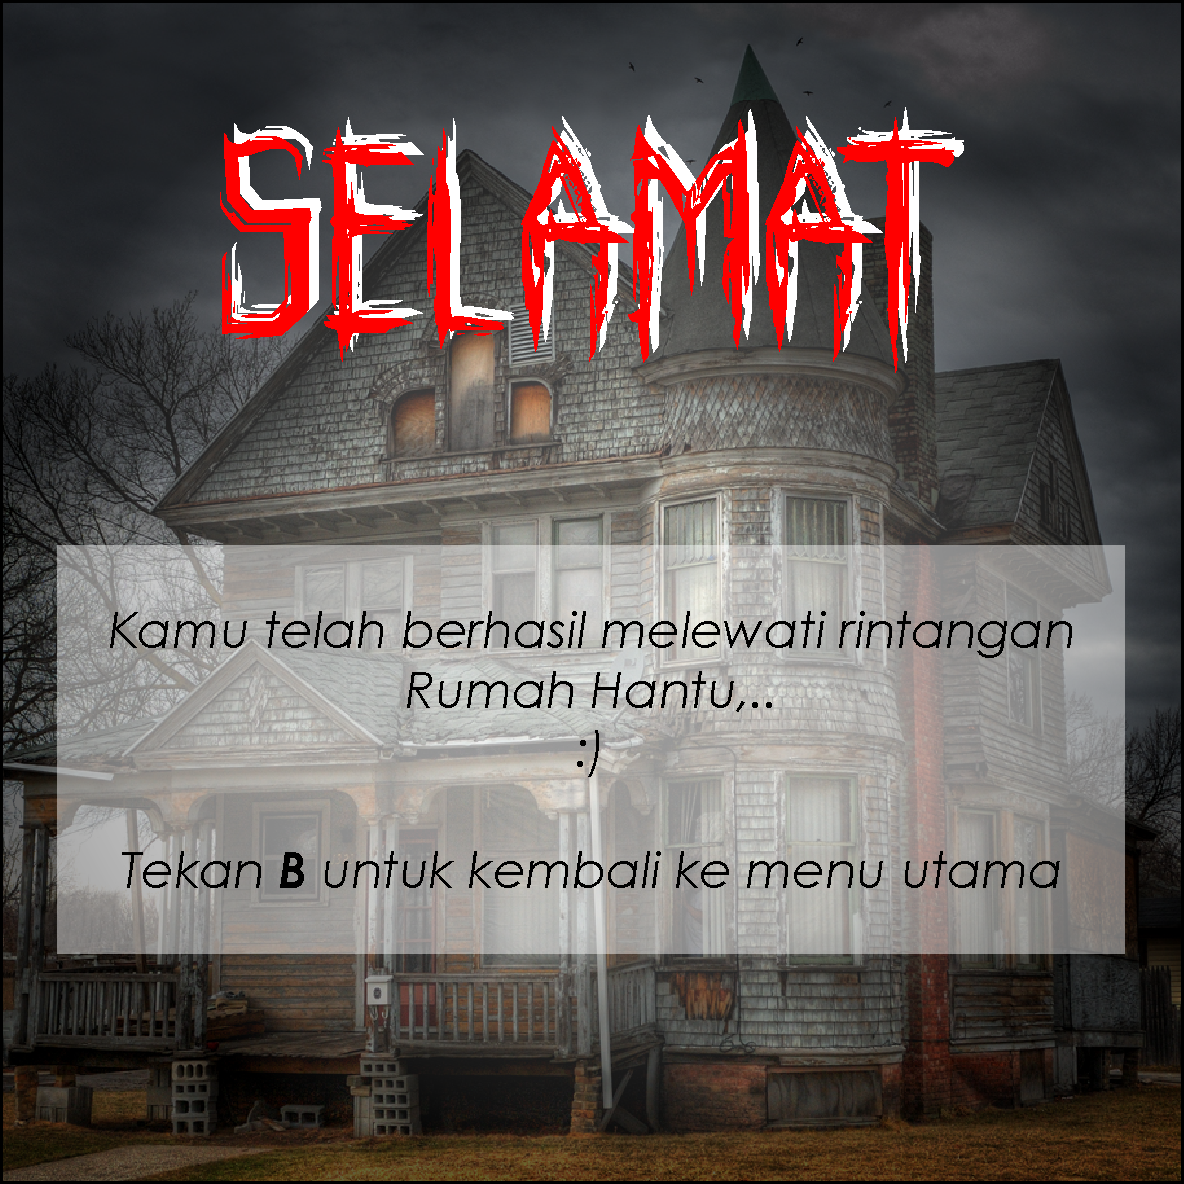 SELAMAT
Kamu telah berhasil melewati rintangan
Rumah Hantu,..
:)
Tekan B untuk kembali ke menu utama